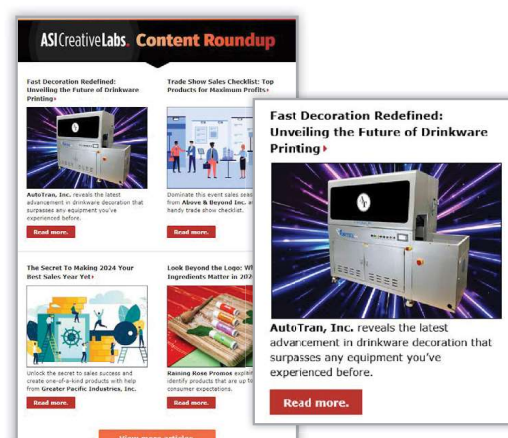 ASI Creative Labs. Content Roundup
Fast Decoration Redefined:
Unveiling the Future of Drinkware
Printing
AutoTran, Inc. reveals the latest
advancement in drinkware decoration that
surpasses any equipment you've
experienced before.
Read more.
Trade Show Sales Checklist: Top
Products for Maximum Profits
Dominate this event sales
from Above & Beyond Inc.
handy trade show checklist.
Read more.
The Secret To Making 2024 Your
Best Sales Year Yet
Unlock the secret to sales success and
create one-of-a-kind products with help
from Greater Pacific Industries, Inc.
Read more.
Look Beyond the Logo:
Ingredients Matter in
Raining Rose Promos
identify products that are up
consumer expectations.
Read more.
View more articles
Fast Decoration Redefined:
Unveiling the Future of Drinkware
Printing
AutoTran, Inc. reveals the latest
advancement in drinkware decoration that
surpasses any equipment you've
experienced before.
Read more.